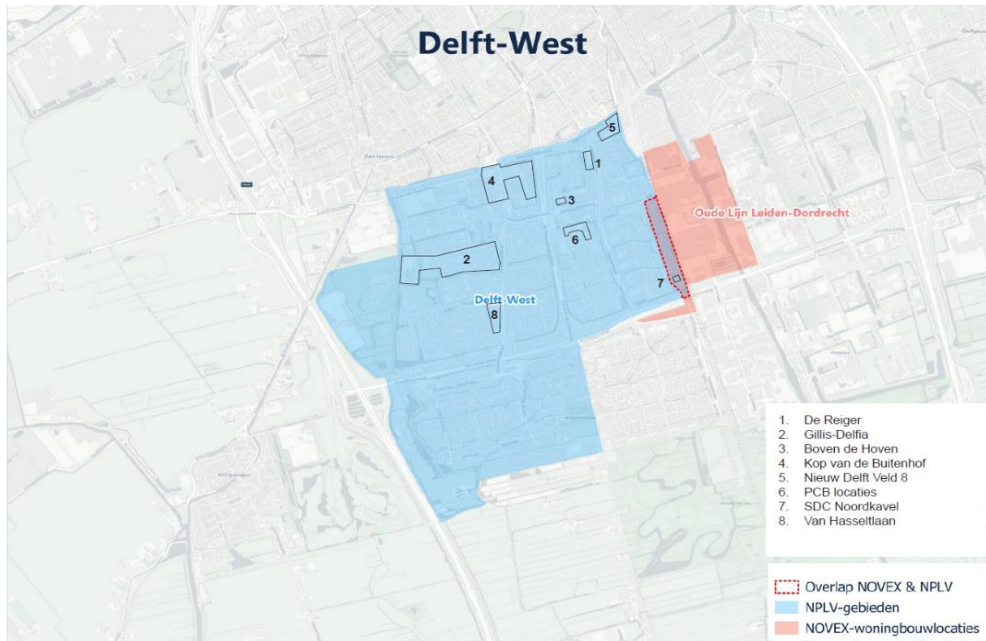 Delft-West
5
1
4
3
Oude Lijn Leiden-Dordrecht
6
2
7
Delft-West
8
1. De Reiger
2. Gillis-Delfia
3. Boven de Hoven
4. Kop van de Buitenhof
5. Nieuw Delft Veld 8
6. PCB locaties
7. SDC Noordkavel
8. Van Hasseltlaan
Overlap NOVEX & NPLV
NPLV-gebieden
NOVEX-woningbouwlocaties